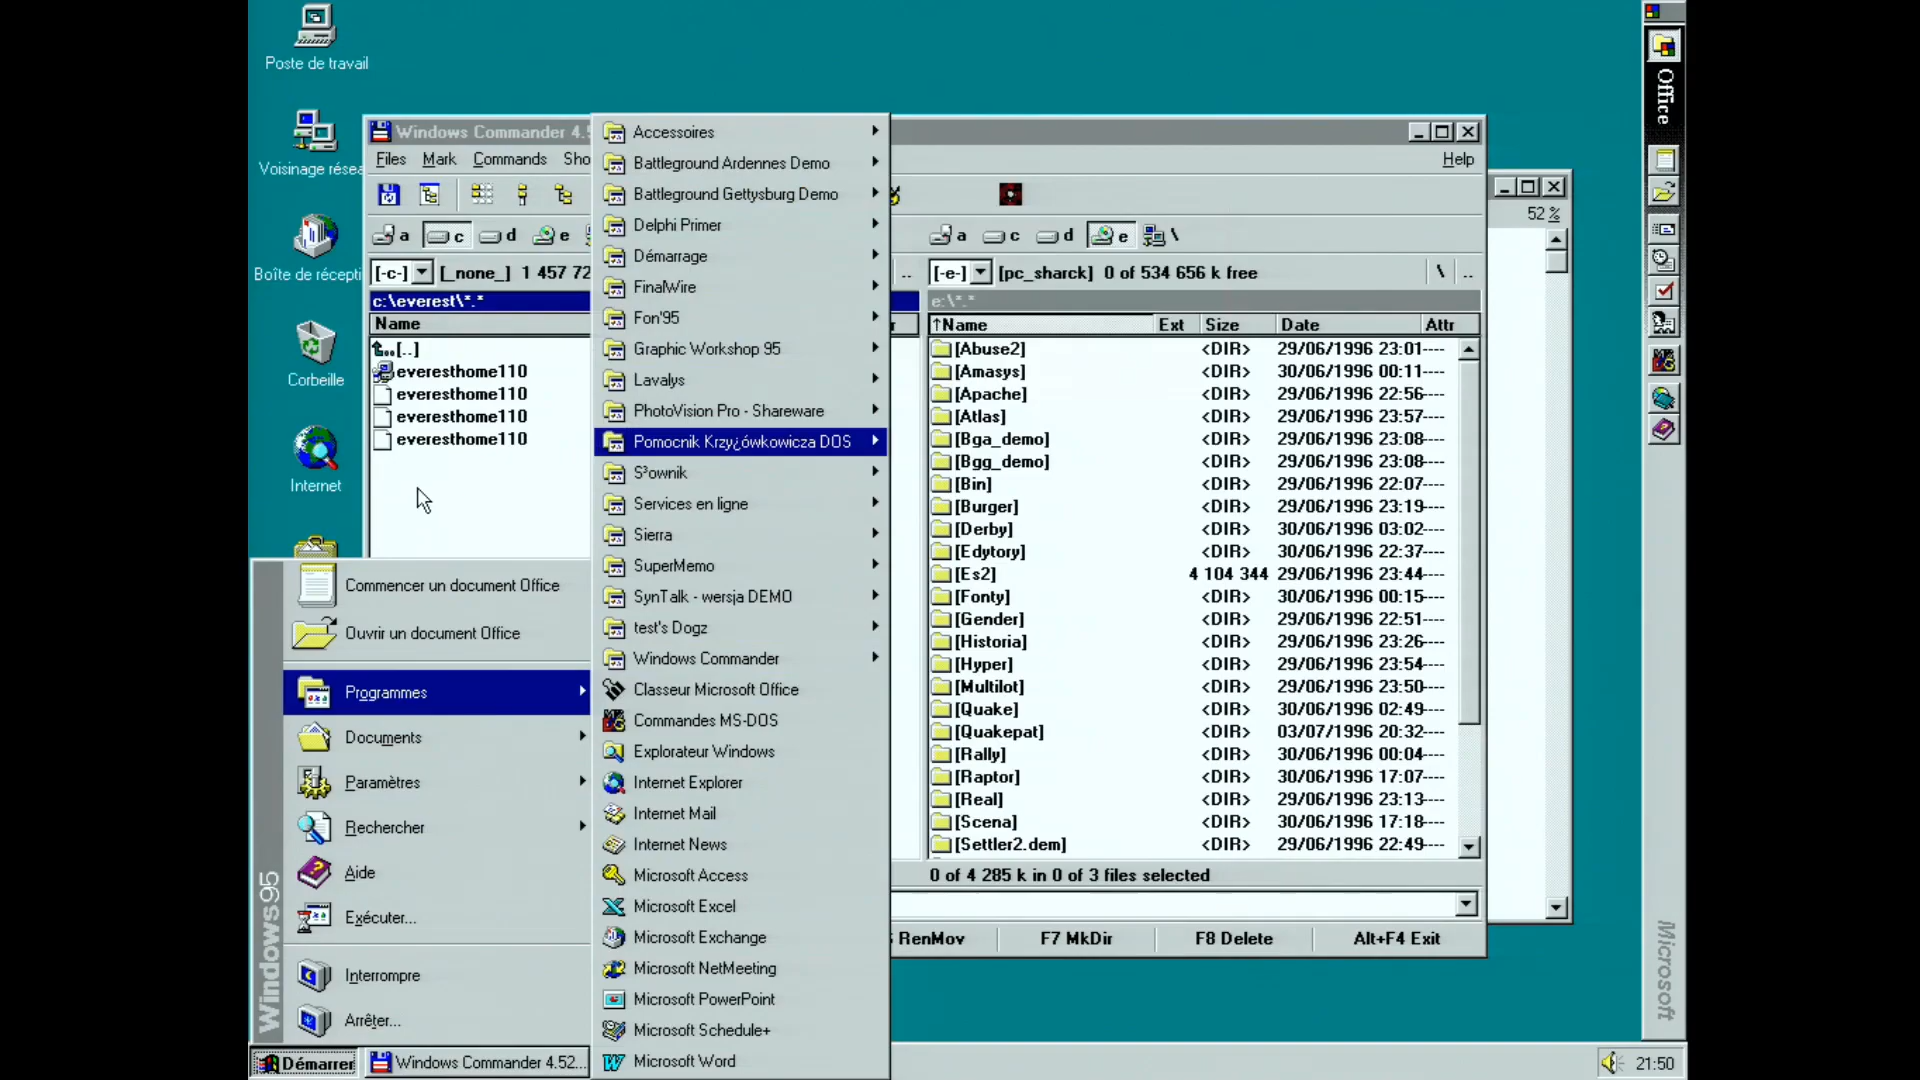 Poste de travail
Voisinage résea
Boîte de récepti
Corbeille
Internet
Windows Commander 4.5
Files Mark Commands Sho
Help
a c d e
[-c-] [_none_] 1 457 72
c:\everest\*.*
Name
[..]
everesthome110
everesthome110
everesthome110
everesthome110
a c d e \
[-e-] [pc_sharck] 0 of 534 656 k free \ ..
e:\*.*
↑Name Ext Size Date Attr
[Abuse2] <DIR> 29/06/1996 23:01----
[Amasys] <DIR> 30/06/1996 00:11----
[Apache] <DIR> 29/06/1996 22:56----
[Atlas] <DIR> 29/06/1996 23:57----
[Bga_demo] <DIR> 29/06/1996 23:08----
[Bgg_demo] <DIR> 29/06/1996 23:08----
[Bin] <DIR> 29/06/1996 22:07----
[Burger] <DIR> 29/06/1996 23:19----
[Derby] <DIR> 30/06/1996 03:02----
[Edytory] <DIR> 30/06/1996 22:37----
[Es2] 4 104 344 29/06/1996 23:44----
[Fonty] <DIR> 30/06/1996 00:15----
[Gender] <DIR> 29/06/1996 22:51----
[Historia] <DIR> 29/06/1996 23:26----
[Hyper] <DIR> 29/06/1996 23:54----
[Multilot] <DIR> 29/06/1996 23:50----
[Quake] <DIR> 30/06/1996 02:49----
[Quakepat] <DIR> 03/07/1996 20:32----
[Rally] <DIR> 30/06/1996 00:04----
[Raptor] <DIR> 30/06/1996 17:07----
[Real] <DIR> 29/06/1996 23:13----
[Scena] <DIR> 30/06/1996 17:18----
[Settler2.dem] <DIR> 29/06/1996 22:49----
0 of 4 285 k in 0 of 3 files selected
RenMov F7 MkDir F8 Delete Alt+F4 Exit
52 %
Accessoires
Battleground Ardennes Demo
Battleground Gettysburg Demo
Delphi Primer
Démarrage
FinalWire
Fon'95
Graphic Workshop 95
Lavalys
PhotoVision Pro - Shareware
Pomocnik Krzy¿ówkowicza DOS
S³ownik
Services en ligne
Sierra
SuperMemo
SynTalk - wersja DEMO
test's Dogz
Windows Commander
Classeur Microsoft Office
Commandes MS-DOS
Explorateur Windows
Internet Explorer
Internet Mail
Internet News
Microsoft Access
Microsoft Excel
Microsoft Exchange
Microsoft NetMeeting
Microsoft PowerPoint
Microsoft Schedule+
Microsoft Word
Commencer un document Office
Ouvrir un document Office
Programmes
Documents
Paramètres
Rechercher
Aide
Exécuter...
Interrompre
Arrêter...
Windows95
Démarrer
Windows Commander 4.52...
21:50
Office
Microsoft